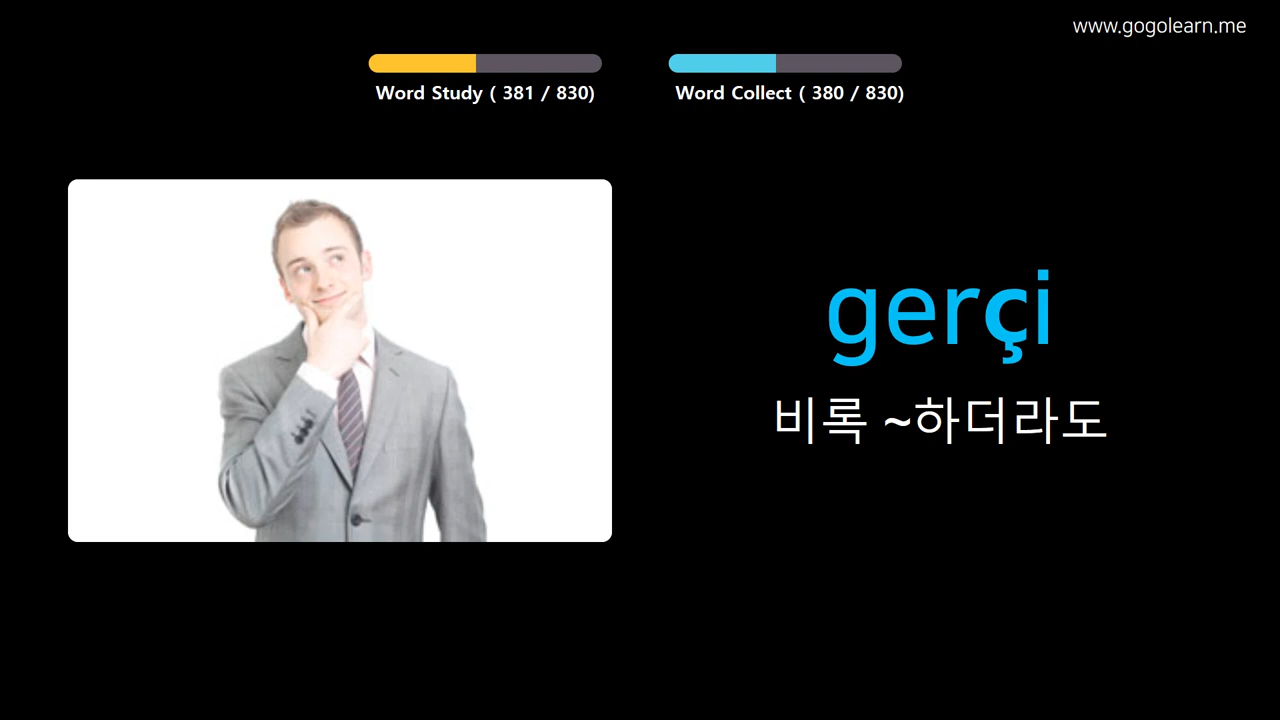 www.gogolearn.me
Word Study ( 381 / 830)
Word Collect ( 380 / 830)
gerçi
비록 ~하더라도